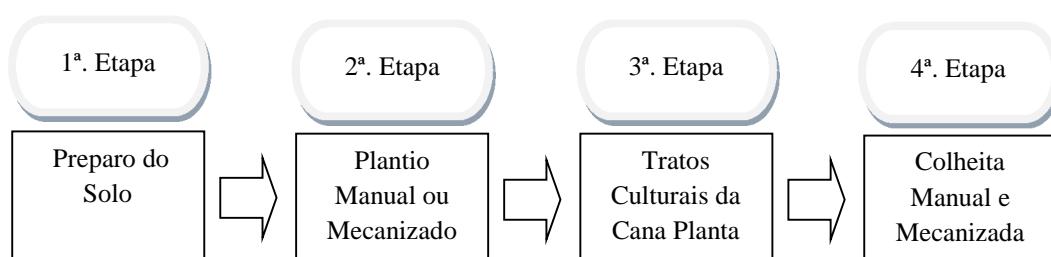 1ª. Etapa
2ª. Etapa
3ª. Etapa
4ª. Etapa
Preparo do
Solo
Plantio
Manual ou
Mecanizado
Tratos
Culturais da
Cana Planta
Colheita
Manual e
Mecanizada